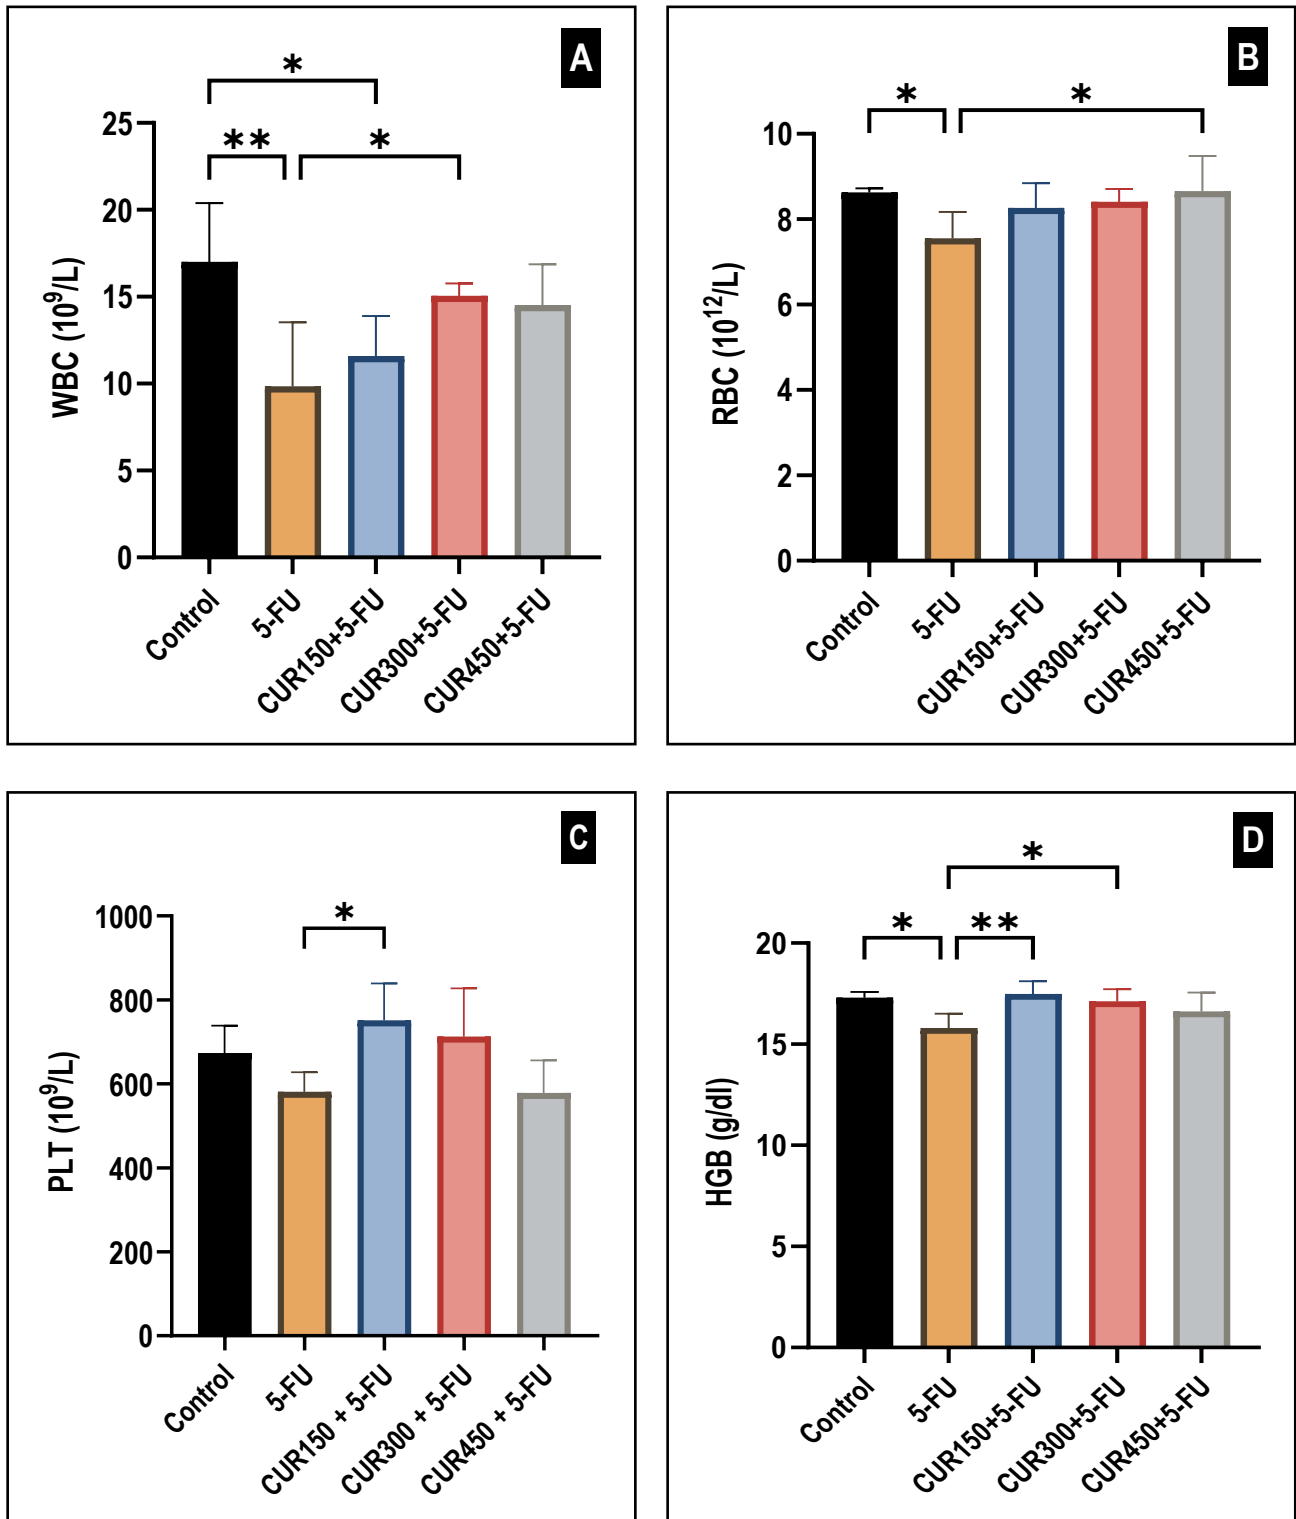 A
*
** *
25
20
15
10
5
0
WBC (10⁹/L)
Control
5-FU
CUR150+5-FU
CUR300+5-FU
CUR450+5-FU
B
* *
10
8
6
4
2
0
RBC (10¹²/L)
Control
5-FU
CUR150+5-FU
CUR300+5-FU
CUR450+5-FU
C
*
1000
800
600
400
200
0
PLT (10⁹/L)
Control
5-FU
CUR150 + 5-FU
CUR300 + 5-FU
CUR450 + 5-FU
D
*
* **
20
15
10
5
0
HGB (g/dl)
Control
5-FU
CUR150+5-FU
CUR300+5-FU
CUR450+5-FU